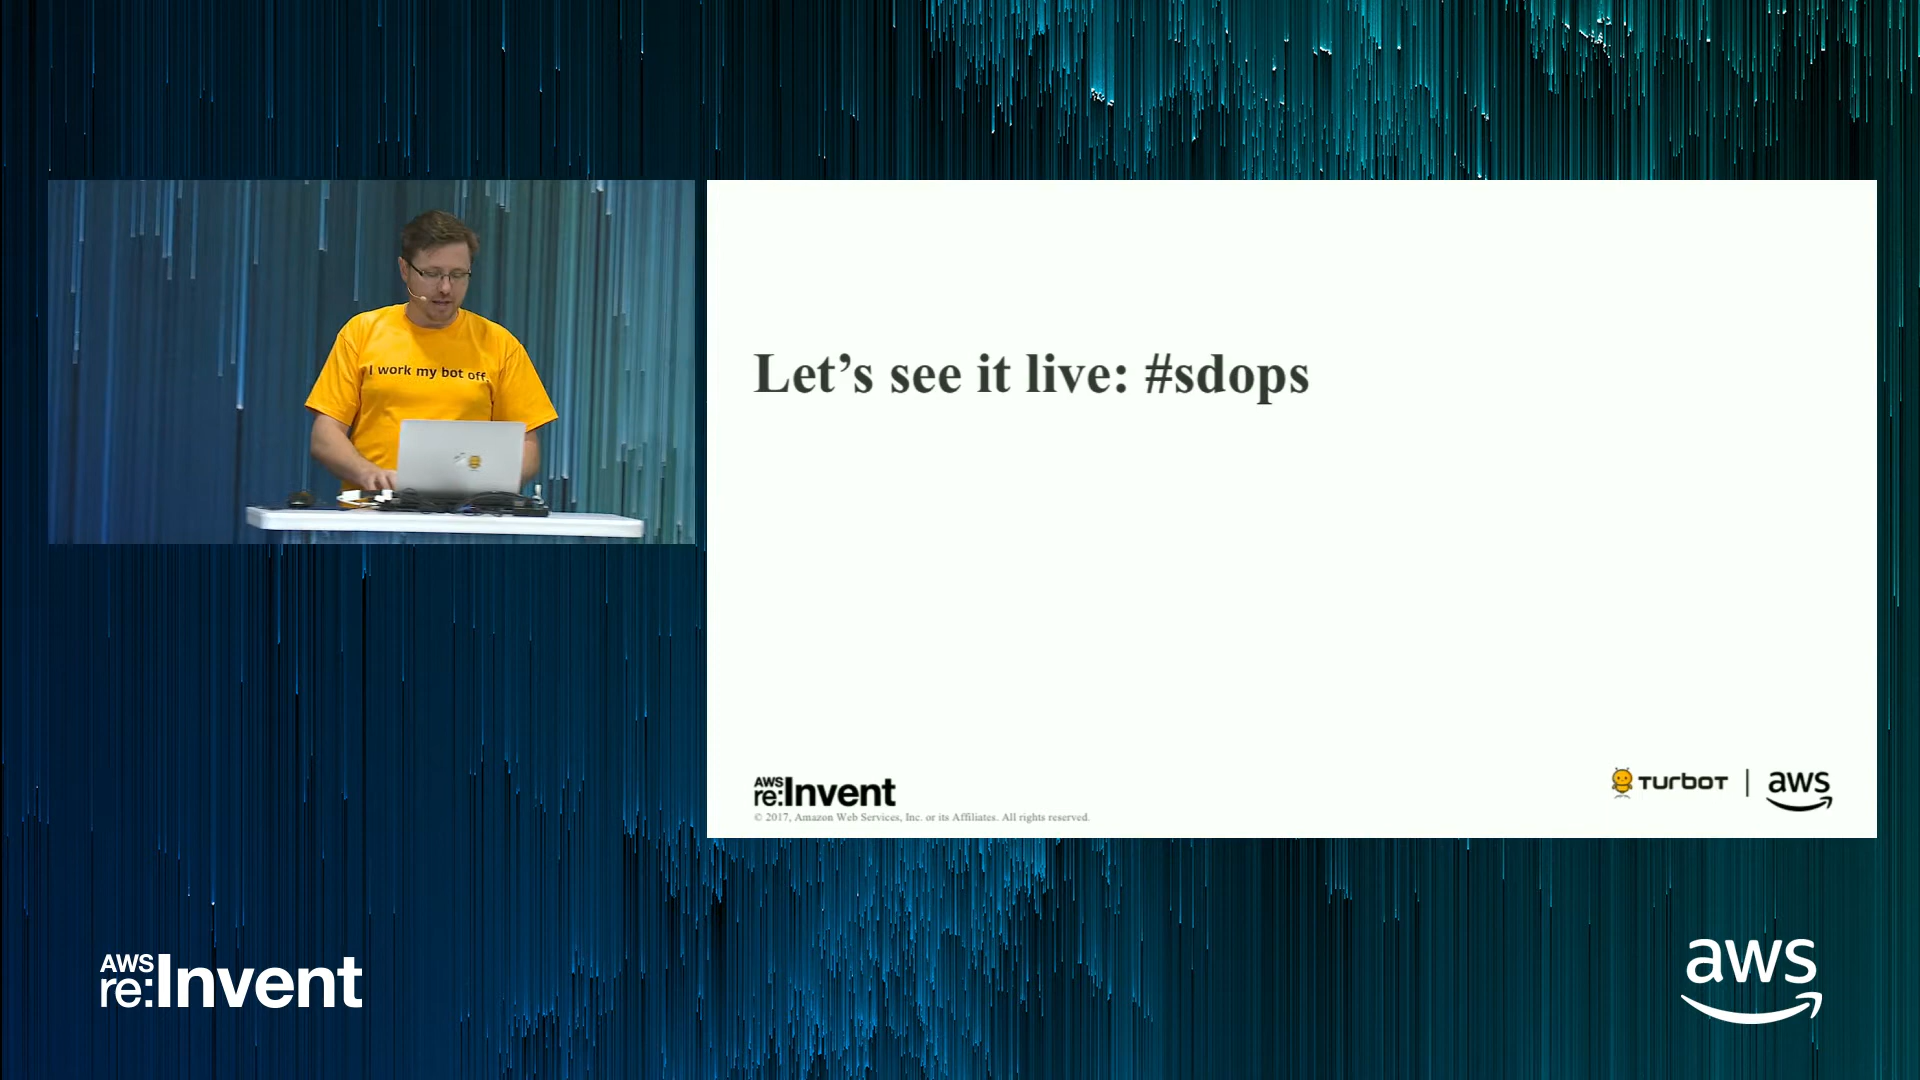 I work my bot off.
Let’s see it live: #sdops
AWS
re:Invent
© 2017, Amazon Web Services, Inc. or its Affiliates. All rights reserved.
TURBOT
aws
AWS
re:Invent
aws